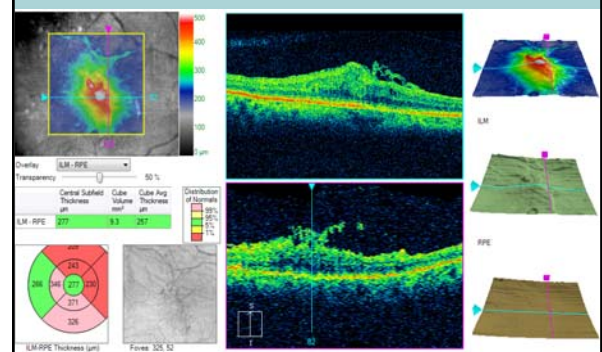 500
400
300
200
100
0 µm
Overlay ILM - RPE
Transparency 50 %
Central Subfield Thickness µm
Cube Volume mm³
Cube Avg Thickness µm
ILM - RPE 277 9.3 257
Distribution of Normals
99%
95%
5%
1%
243
266 346 277 230
371
326
ILM-RPE Thickness (µm)
Fovea: 325, 52
S
I
82
ILM
RPE